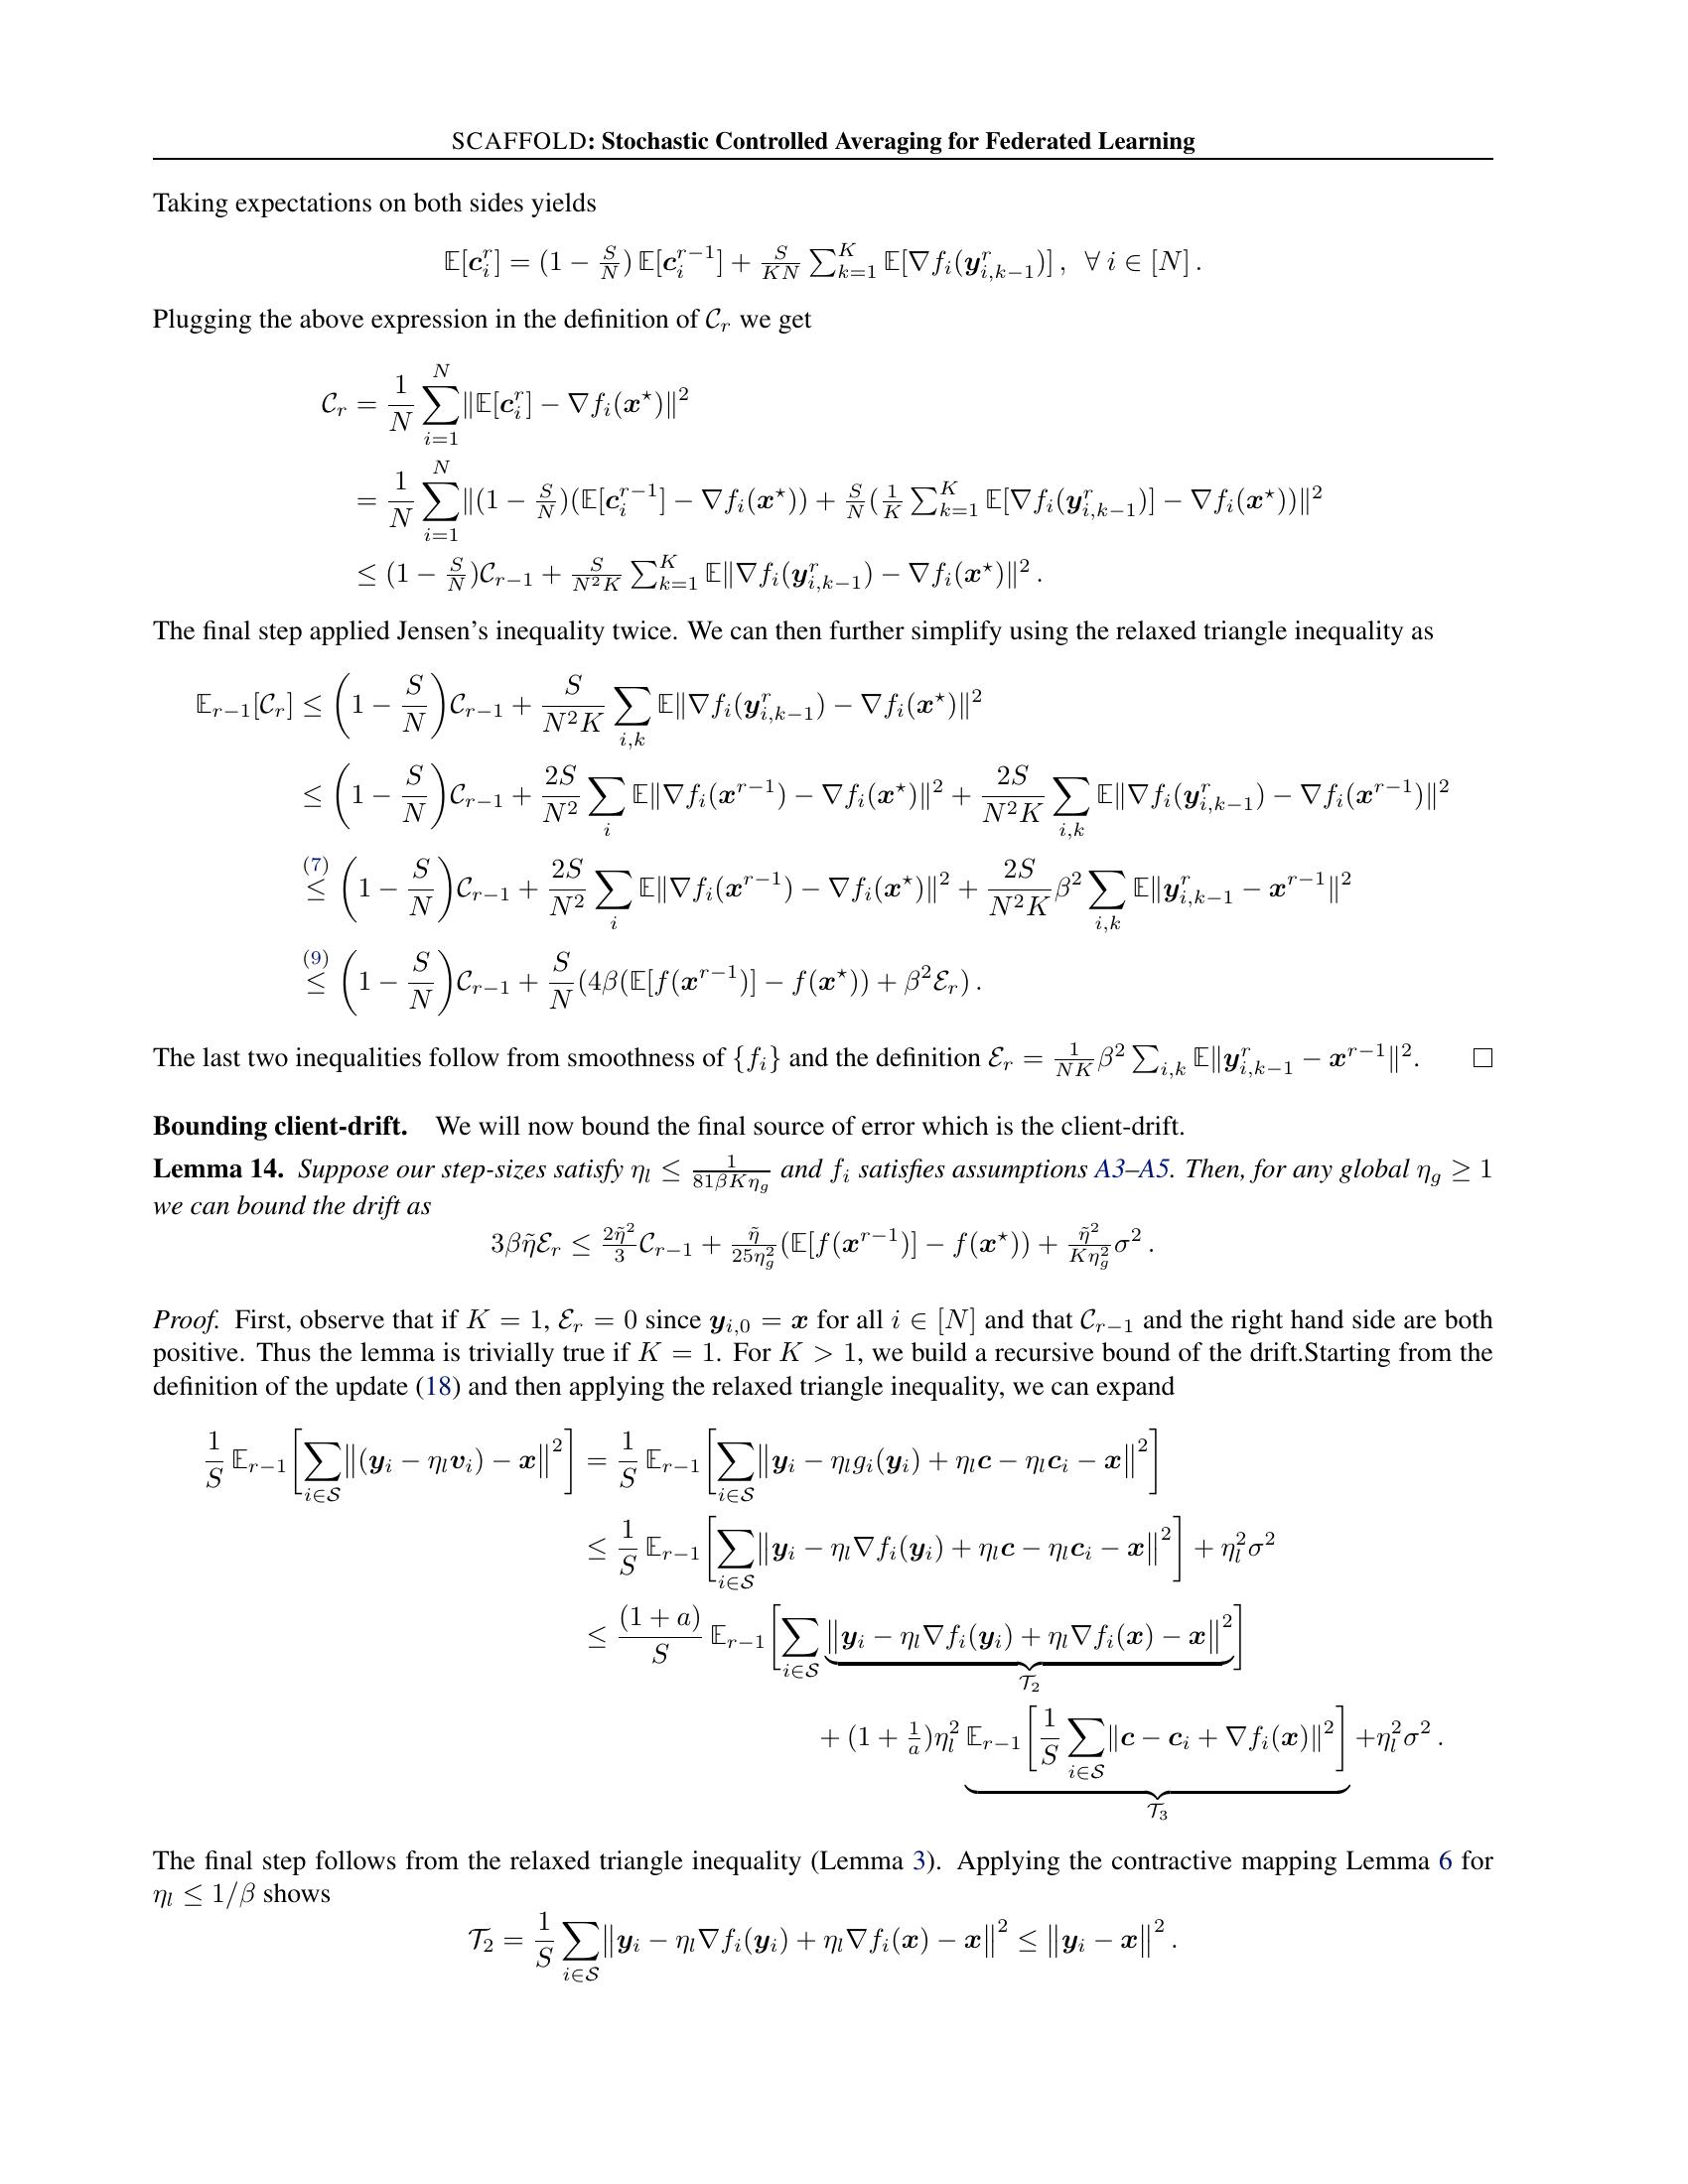 SCAFFOLD: Stochastic Controlled Averaging for Federated Learning
Taking expectations on both sides yields
$\mathbb{E}[\boldsymbol{c}_i^r] = (1 - \frac{S}{N})\,\mathbb{E}[\boldsymbol{c}_i^{r-1}] + \frac{S}{KN}\sum_{k=1}^{K}\mathbb{E}[\nabla f_i(\boldsymbol{y}_{i,k-1}^r)]\,,\ \ \forall\, i \in [N]\,.$
Plugging the above expression in the definition of $\mathcal{C}_r$ we get
$\mathcal{C}_r = \frac{1}{N}\sum_{i=1}^{N}\|\mathbb{E}[\boldsymbol{c}_i^r] - \nabla f_i(\boldsymbol{x}^\star)\|^2$
$= \frac{1}{N}\sum_{i=1}^{N}\|(1 - \frac{S}{N})(\mathbb{E}[\boldsymbol{c}_i^{r-1}] - \nabla f_i(\boldsymbol{x}^\star)) + \frac{S}{N}(\frac{1}{K}\sum_{k=1}^{K}\mathbb{E}[\nabla f_i(\boldsymbol{y}_{i,k-1}^r)] - \nabla f_i(\boldsymbol{x}^\star))\|^2$
$\leq (1 - \frac{S}{N})\mathcal{C}_{r-1} + \frac{S}{N^2K}\sum_{k=1}^{K}\mathbb{E}\|\nabla f_i(\boldsymbol{y}_{i,k-1}^r) - \nabla f_i(\boldsymbol{x}^\star)\|^2\,.$
The final step applied Jensen's inequality twice. We can then further simplify using the relaxed triangle inequality as
$\mathbb{E}_{r-1}[\mathcal{C}_r] \leq \left(1 - \frac{S}{N}\right)\mathcal{C}_{r-1} + \frac{S}{N^2K}\sum_{i,k}\mathbb{E}\|\nabla f_i(\boldsymbol{y}_{i,k-1}^r) - \nabla f_i(\boldsymbol{x}^\star)\|^2$
$\leq \left(1 - \frac{S}{N}\right)\mathcal{C}_{r-1} + \frac{2S}{N^2}\sum_{i}\mathbb{E}\|\nabla f_i(\boldsymbol{x}^{r-1}) - \nabla f_i(\boldsymbol{x}^\star)\|^2 + \frac{2S}{N^2K}\sum_{i,k}\mathbb{E}\|\nabla f_i(\boldsymbol{y}_{i,k-1}^r) - \nabla f_i(\boldsymbol{x}^{r-1})\|^2$
$\overset{(7)}{\leq} \left(1 - \frac{S}{N}\right)\mathcal{C}_{r-1} + \frac{2S}{N^2}\sum_{i}\mathbb{E}\|\nabla f_i(\boldsymbol{x}^{r-1}) - \nabla f_i(\boldsymbol{x}^\star)\|^2 + \frac{2S}{N^2K}\beta^2\sum_{i,k}\mathbb{E}\|\boldsymbol{y}_{i,k-1}^r - \boldsymbol{x}^{r-1}\|^2$
$\overset{(9)}{\leq} \left(1 - \frac{S}{N}\right)\mathcal{C}_{r-1} + \frac{S}{N}(4\beta(\mathbb{E}[f(\boldsymbol{x}^{r-1})] - f(\boldsymbol{x}^\star)) + \beta^2\mathcal{E}_r)\,.$
The last two inequalities follow from smoothness of $\{f_i\}$ and the definition $\mathcal{E}_r = \frac{1}{NK}\beta^2\sum_{i,k}\mathbb{E}\|\boldsymbol{y}_{i,k-1}^r - \boldsymbol{x}^{r-1}\|^2$. □
Bounding client-drift. We will now bound the final source of error which is the client-drift.
Lemma 14. Suppose our step-sizes satisfy $\eta_l \leq \frac{1}{81\beta K\eta_g}$ and $f_i$ satisfies assumptions A3–A5. Then, for any global $\eta_g \geq 1$
we can bound the drift as
$3\beta\tilde{\eta}\mathcal{E}_r \leq \frac{2\tilde{\eta}^2}{3}\mathcal{C}_{r-1} + \frac{\tilde{\eta}}{25\eta_g^2}(\mathbb{E}[f(\boldsymbol{x}^{r-1})] - f(\boldsymbol{x}^\star)) + \frac{\tilde{\eta}^2}{K\eta_g^2}\sigma^2\,.$
Proof. First, observe that if $K = 1$, $\mathcal{E}_r = 0$ since $\boldsymbol{y}_{i,0} = \boldsymbol{x}$ for all $i \in [N]$ and that $\mathcal{C}_{r-1}$ and the right hand side are both
positive. Thus the lemma is trivially true if $K = 1$. For $K > 1$, we build a recursive bound of the drift.Starting from the
definition of the update (18) and then applying the relaxed triangle inequality, we can expand
$\frac{1}{S}\,\mathbb{E}_{r-1}\left[\sum_{i\in\mathcal{S}}\|(\boldsymbol{y}_i - \eta_l\boldsymbol{v}_i) - \boldsymbol{x}\|^2\right] = \frac{1}{S}\,\mathbb{E}_{r-1}\left[\sum_{i\in\mathcal{S}}\|\boldsymbol{y}_i - \eta_l g_i(\boldsymbol{y}_i) + \eta_l\boldsymbol{c} - \eta_l\boldsymbol{c}_i - \boldsymbol{x}\|^2\right]$
$\leq \frac{1}{S}\,\mathbb{E}_{r-1}\left[\sum_{i\in\mathcal{S}}\|\boldsymbol{y}_i - \eta_l\nabla f_i(\boldsymbol{y}_i) + \eta_l\boldsymbol{c} - \eta_l\boldsymbol{c}_i - \boldsymbol{x}\|^2\right] + \eta_l^2\sigma^2$
$\leq \frac{(1 + a)}{S}\,\mathbb{E}_{r-1}\left[\sum_{i\in\mathcal{S}}\underbrace{\|\boldsymbol{y}_i - \eta_l\nabla f_i(\boldsymbol{y}_i) + \eta_l\nabla f_i(\boldsymbol{x}) - \boldsymbol{x}\|^2}_{\mathcal{T}_2}\right]$
$+ (1 + \frac{1}{a})\eta_l^2\,\underbrace{\mathbb{E}_{r-1}\left[\frac{1}{S}\sum_{i\in\mathcal{S}}\|\boldsymbol{c} - \boldsymbol{c}_i + \nabla f_i(\boldsymbol{x})\|^2\right]}_{\mathcal{T}_3} + \eta_l^2\sigma^2\,.$
The final step follows from the relaxed triangle inequality (Lemma 3). Applying the contractive mapping Lemma 6 for
$\eta_l \leq 1/\beta$ shows
$\mathcal{T}_2 = \frac{1}{S}\sum_{i\in\mathcal{S}}\|\boldsymbol{y}_i - \eta_l\nabla f_i(\boldsymbol{y}_i) + \eta_l\nabla f_i(\boldsymbol{x}) - \boldsymbol{x}\|^2 \leq \|\boldsymbol{y}_i - \boldsymbol{x}\|^2\,.$